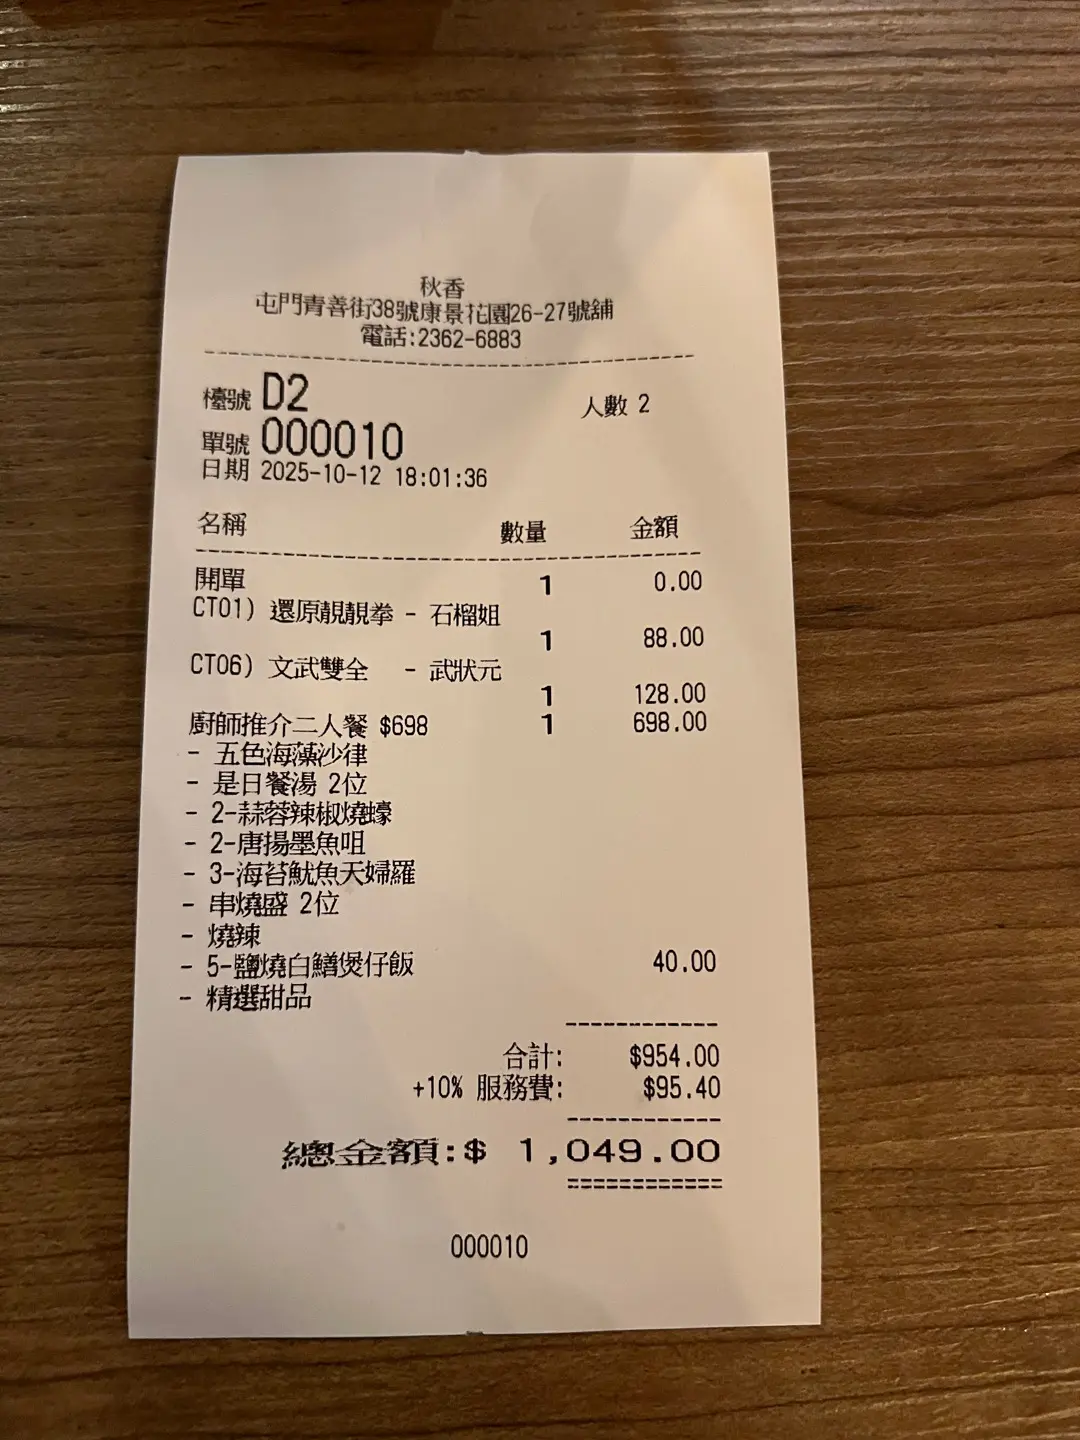 秋香
屯門青善街38號康景花園26-27號舖
電話:2362-6883
檯號 D2 人數 2
單號 000010
日期 2025-10-12 18:01:36
名稱 數量 金額
開單 1 0.00
CT01) 還原靚靚拳 - 石榴姐
1 88.00
CT06) 文武雙全 - 武狀元
1 128.00
廚師推介二人餐 $698 1 698.00
- 五色海藻沙律
- 是日餐湯 2位
- 2-蒜蓉辣椒燒蠔
- 2-唐揚墨魚咀
- 3-海苔魷魚天婦羅
- 串燒盛 2位
- 燒辣
- 5-鹽燒白鱔煲仔飯 40.00
- 精選甜品
合計: $954.00
+10% 服務費: $95.40
總金額:$ 1,049.00
000010